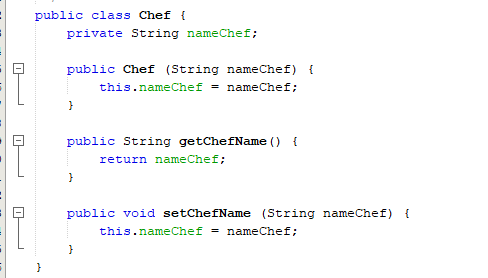 public class Chef {
private String nameChef;
public Chef (String nameChef) {
this.nameChef = nameChef;
}
public String getChefName() {
return nameChef;
}
public void setChefName (String nameChef) {
this.nameChef = nameChef;
}
}